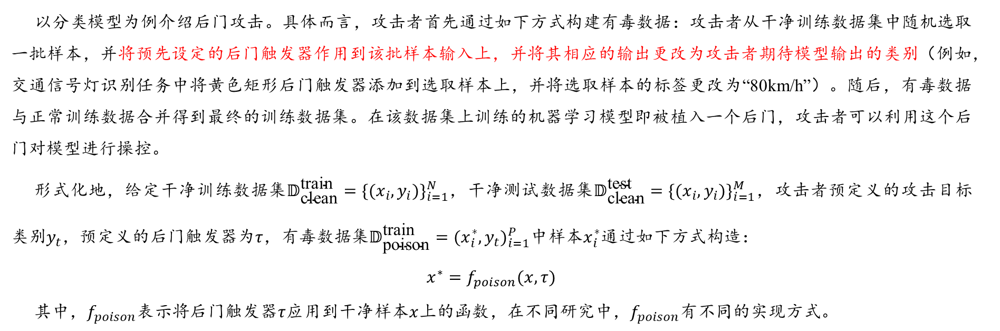 以分类模型为例介绍后门攻击。具体而言，攻击者首先通过如下方式构建有毒数据：攻击者从干净训练数据集中随机选取
一批样本，并将预先设定的后门触发器作用到该批样本输入上，并将其相应的输出更改为攻击者期待模型输出的类别（例如，
交通信号灯识别任务中将黄色矩形后门触发器添加到选取样本上，并将选取样本的标签更改为“80km/h”）。随后，有毒数据
与正常训练数据合并得到最终的训练数据集。在该数据集上训练的机器学习模型即被植入一个后门，攻击者可以利用这个后
门对模型进行操控。
形式化地，给定干净训练数据集$\mathbb{D}_{\text{clean}}^{\text{train}} = \{(x_i, y_i)\}_{i=1}^{N}$，干净测试数据集$\mathbb{D}_{\text{clean}}^{\text{test}} = \{(x_i, y_i)\}_{i=1}^{M}$，攻击者预定义的攻击目标
类别$y_t$，预定义的后门触发器为$\tau$，有毒数据集$\mathbb{D}_{\text{poison}}^{\text{train}} = (x_i^*, y_t)_{i=1}^{P}$中样本$x_i^*$通过如下方式构造：
$x^* = f_{poison}(x, \tau)$
其中，$f_{poison}$表示将后门触发器$\tau$应用到干净样本$x$上的函数，在不同研究中，$f_{poison}$有不同的实现方式。